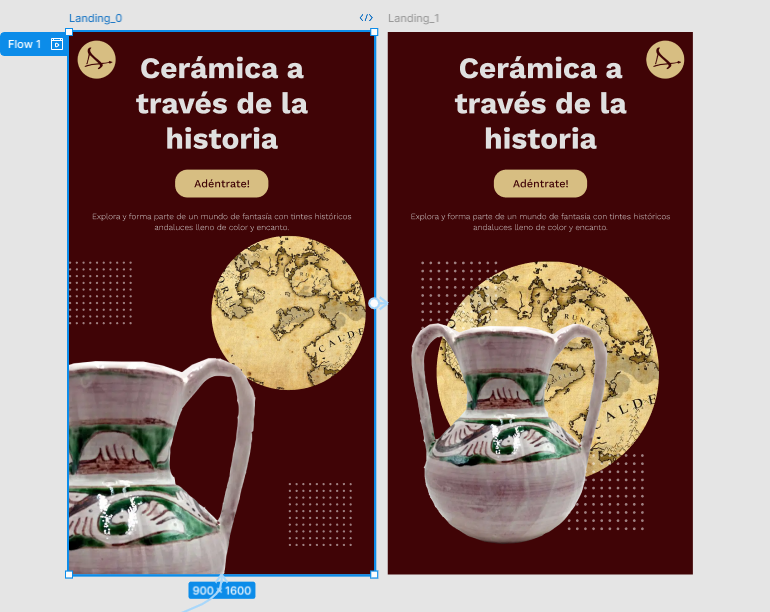 Landing_0
</>
Landing_1
Flow 1
Cerámica a
través de la
historia
Adéntrate!
Explora y forma parte de un mundo de fantasía con tintes históricos
andaluces lleno de color y encanto.
CALDE
900 × 1600
Cerámica a
través de la
historia
Adéntrate!
Explora y forma parte de un mundo de fantasía con tintes históricos
andaluces lleno de color y encanto.
RUNIC
ALDE